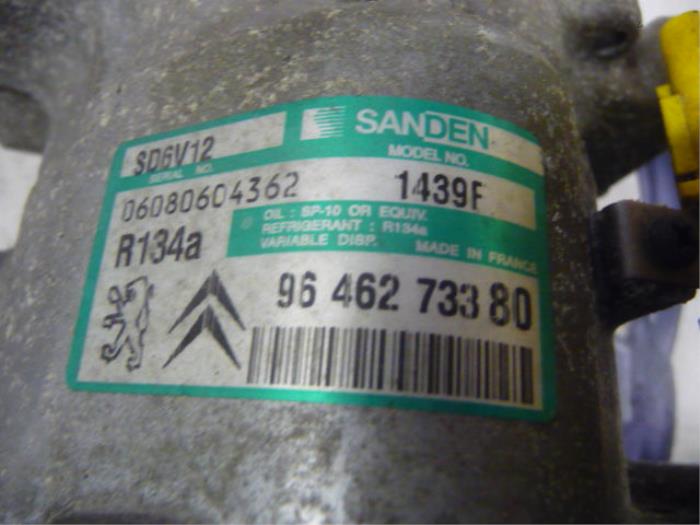 SANDEN
SD6V12
SERIAL NO.
MODEL NO.
06080604362
1439F
R134a
OIL : SP-10 OR EQUIV.
REFRIGERANT : R134a
VARIABLE DISP. MADE IN FRANCE
96 462 733 80